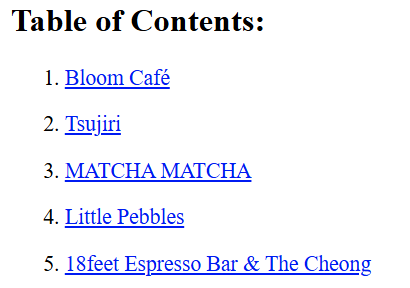 Table of Contents:
1. Bloom Café
2. Tsujiri
3. MATCHA MATCHA
4. Little Pebbles
5. 18feet Espresso Bar & The Cheong